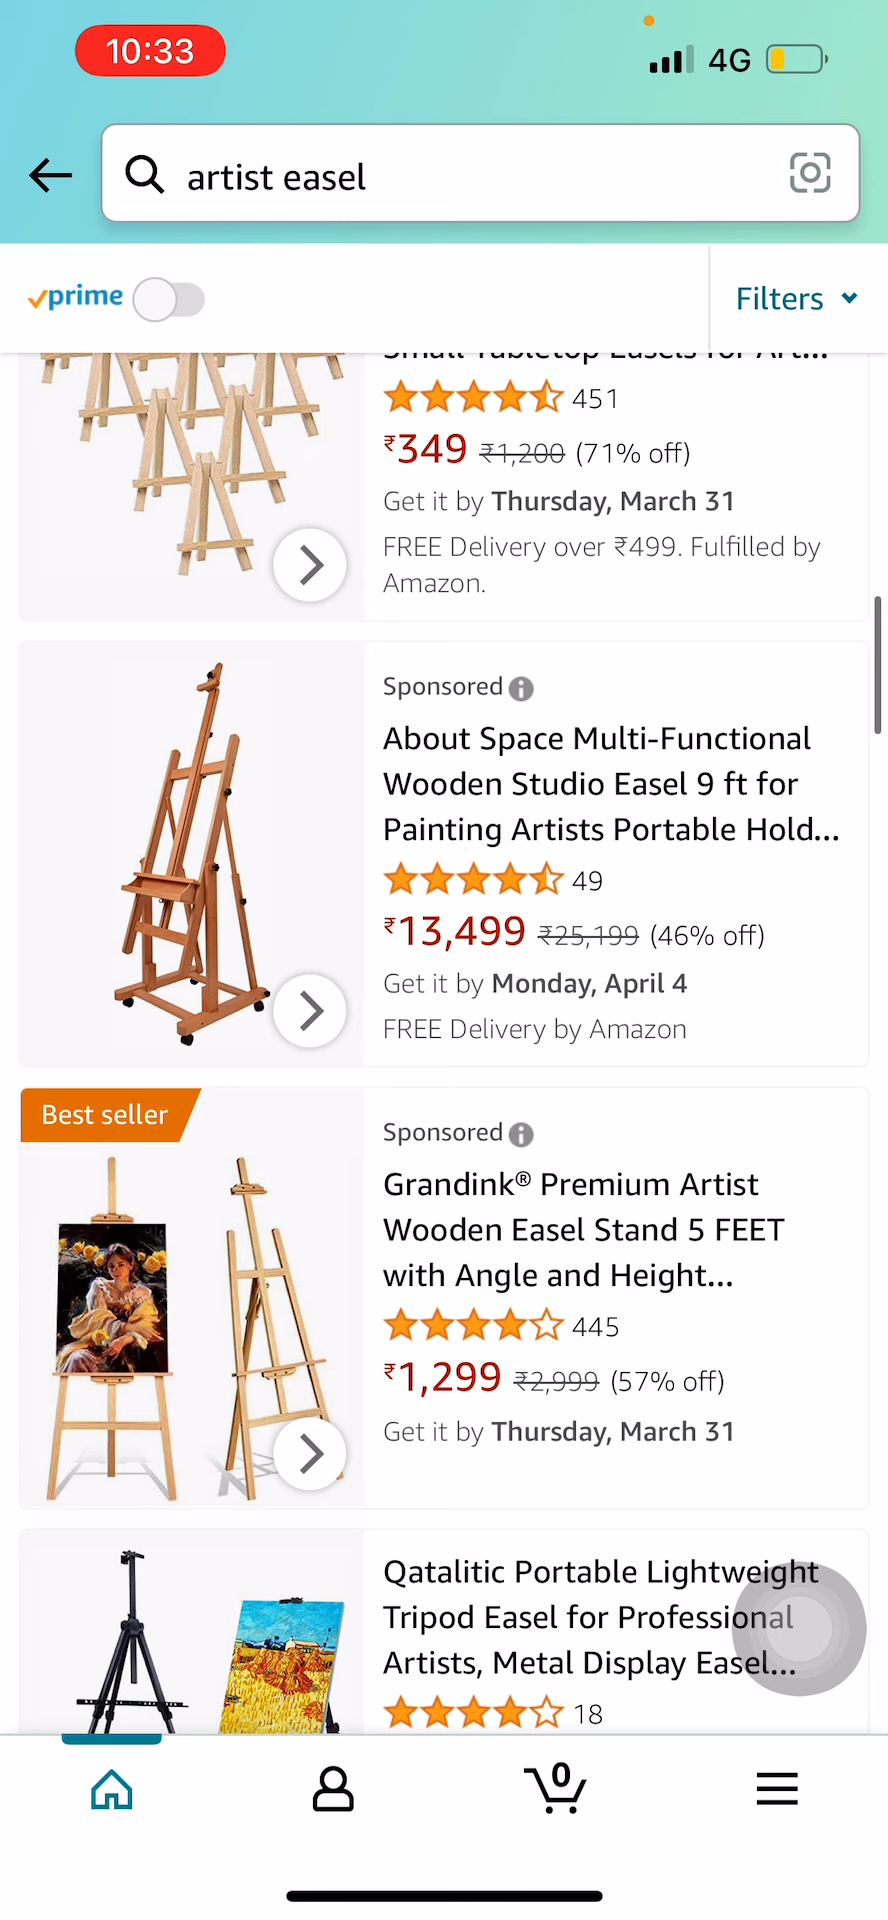 10:33
4G
artist easel
prime
Filters
Small Tabletop Easels for Art...
451
₹349 ₹1,200 (71% off)
Get it by Thursday, March 31
FREE Delivery over ₹499. Fulfilled by
Amazon.
Sponsored
About Space Multi-Functional
Wooden Studio Easel 9 ft for
Painting Artists Portable Hold...
49
₹13,499 ₹25,199 (46% off)
Get it by Monday, April 4
FREE Delivery by Amazon
Best seller
Sponsored
Grandink® Premium Artist
Wooden Easel Stand 5 FEET
with Angle and Height...
445
₹1,299 ₹2,999 (57% off)
Get it by Thursday, March 31
Qatalitic Portable Lightweight
Tripod Easel for Professional
Artists, Metal Display Easel...
18
0